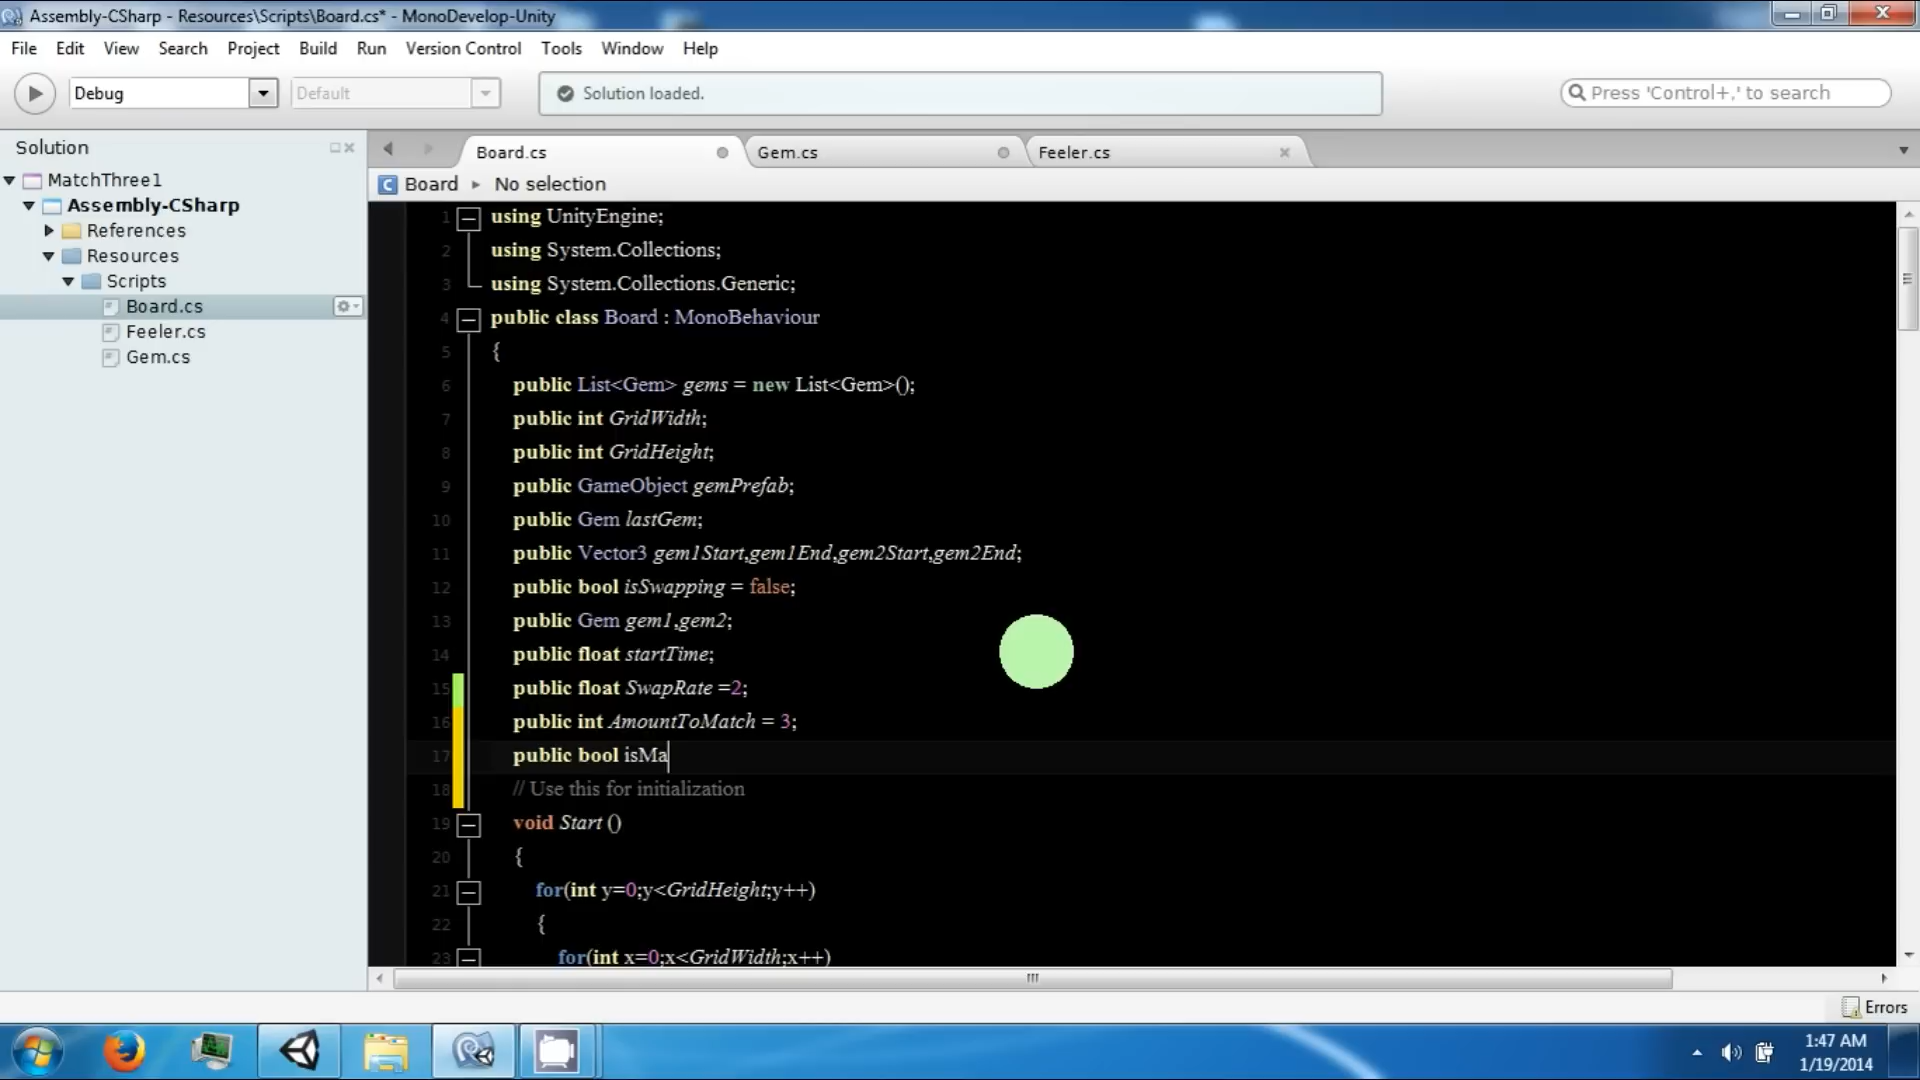 Assembly-CSharp - Resources\Scripts\Board.cs* - MonoDevelop-Unity
File Edit View Search Project Build Run Version Control Tools Window Help
Debug Default Solution loaded. Press 'Control+,' to search
Solution
MatchThree1
Assembly-CSharp
References
Resources
Scripts
Board.cs
Feeler.cs
Gem.cs
Board.cs Gem.cs Feeler.cs
Board No selection
1 using UnityEngine;
2 using System.Collections;
3 using System.Collections.Generic;
4 public class Board : MonoBehaviour
5 {
6 public List<Gem> gems = new List<Gem>();
7 public int GridWidth;
8 public int GridHeight;
9 public GameObject gemPrefab;
10 public Gem lastGem;
11 public Vector3 gem1Start,gem1End,gem2Start,gem2End;
12 public bool isSwapping = false;
13 public Gem gem1,gem2;
14 public float startTime;
15 public float SwapRate =2;
16 public int AmountToMatch = 3;
17 public bool isMa
18 // Use this for initialization
19 void Start ()
20 {
21 for(int y=0;y<GridHeight;y++)
22 {
23 for(int x=0;x<GridWidth;x++)
Errors
1:47 AM
1/19/2014